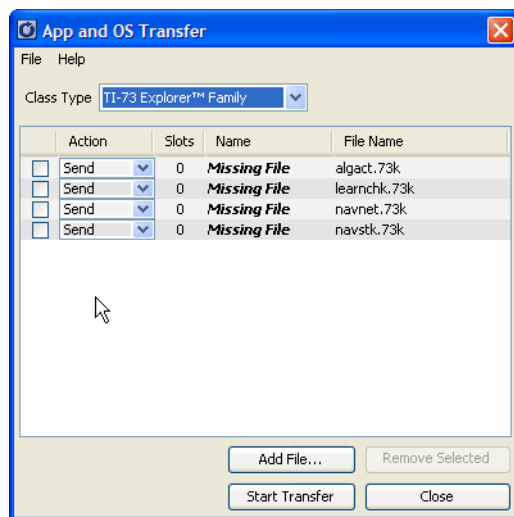 App and OS Transfer
File Help
Class Type TI-73 Explorer™ Family
Action Slots Name File Name
Send 0 Missing File algact.73k
Send 0 Missing File learnchk.73k
Send 0 Missing File navnet.73k
Send 0 Missing File navstk.73k
Add File... Remove Selected
Start Transfer Close